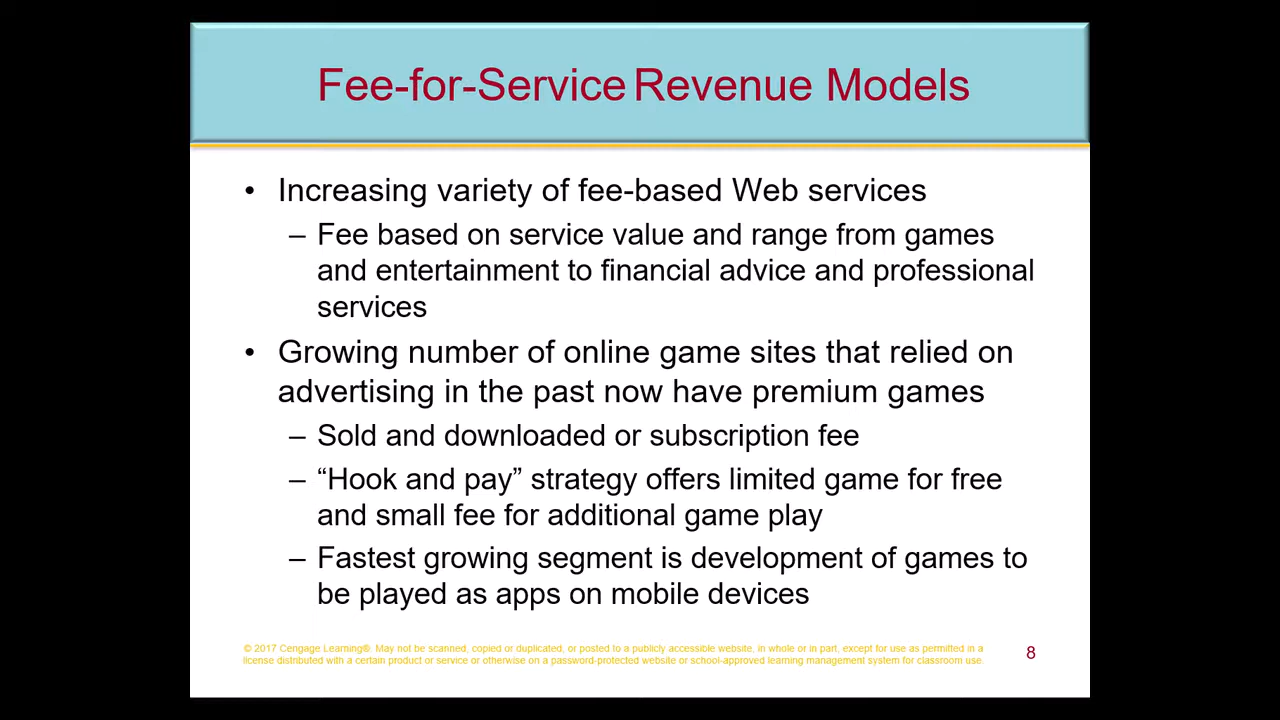 Fee-for-Service Revenue Models
• Increasing variety of fee-based Web services
– Fee based on service value and range from games
and entertainment to financial advice and professional
services
• Growing number of online game sites that relied on
advertising in the past now have premium games
– Sold and downloaded or subscription fee
– “Hook and pay” strategy offers limited game for free
and small fee for additional game play
– Fastest growing segment is development of games to
be played as apps on mobile devices
© 2017 Cengage Learning® May not be scanned, copied or duplicated, or posted to a publicly accessible website, in whole or in part, except for use as permitted in a
license distributed with a certain product or service or otherwise on a password-protected website or school-approved learning management system for classroom use.
8